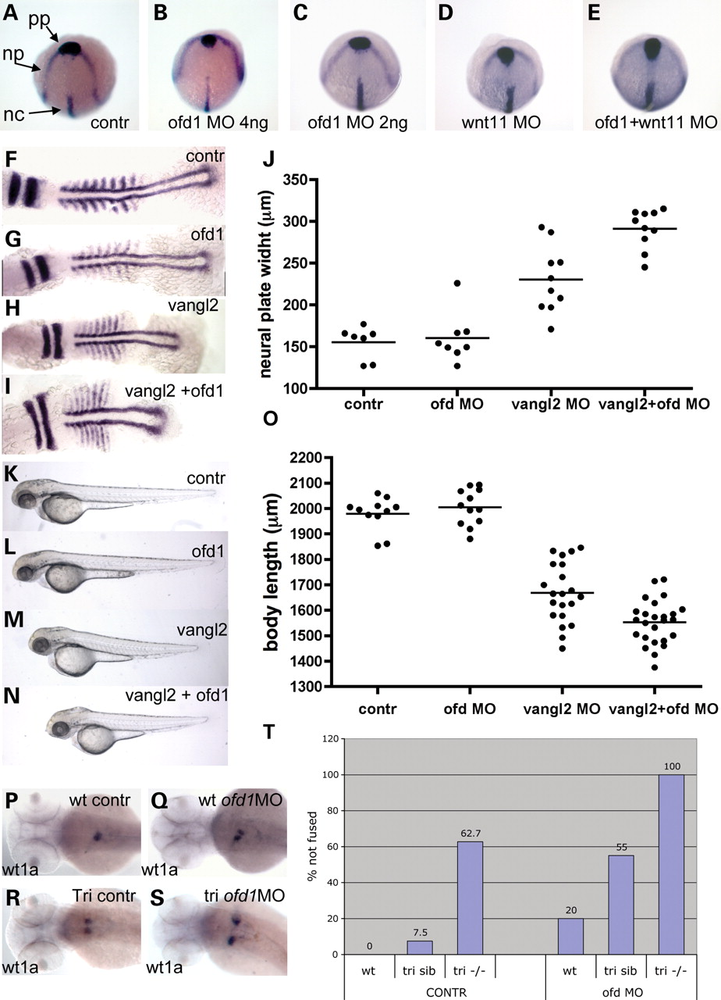 A
pp
np
nc
contr
B
ofd1 MO 4ng
C
ofd1 MO 2ng
D
wnt11 MO
E
ofd1+wnt11 MO
F
contr
G
ofd1
H
vangl2
I
vangl2 +ofd1
J
neural plate widht (μm)
350
300
250
200
150
100
contr
ofd MO
vangl2 MO
vangl2+ofd MO
K
contr
L
ofd1
M
vangl2
N
vangl2 + ofd1
O
body length (μm)
2200
2100
2000
1900
1800
1700
1600
1500
1400
1300
contr
ofd MO
vangl2 MO
vangl2+ofd MO
P
wt contr
wt1a
Q
wt ofd1MO
R
Tri contr
wt1a
S
tri ofd1MO
wt1a
T
% not fused
120
100
80
60
40
20
0
0
7.5
62.7
20
55
100
wt
tri sib
tri -/-
wt
tri sib
tri -/-
CONTR
ofd MO